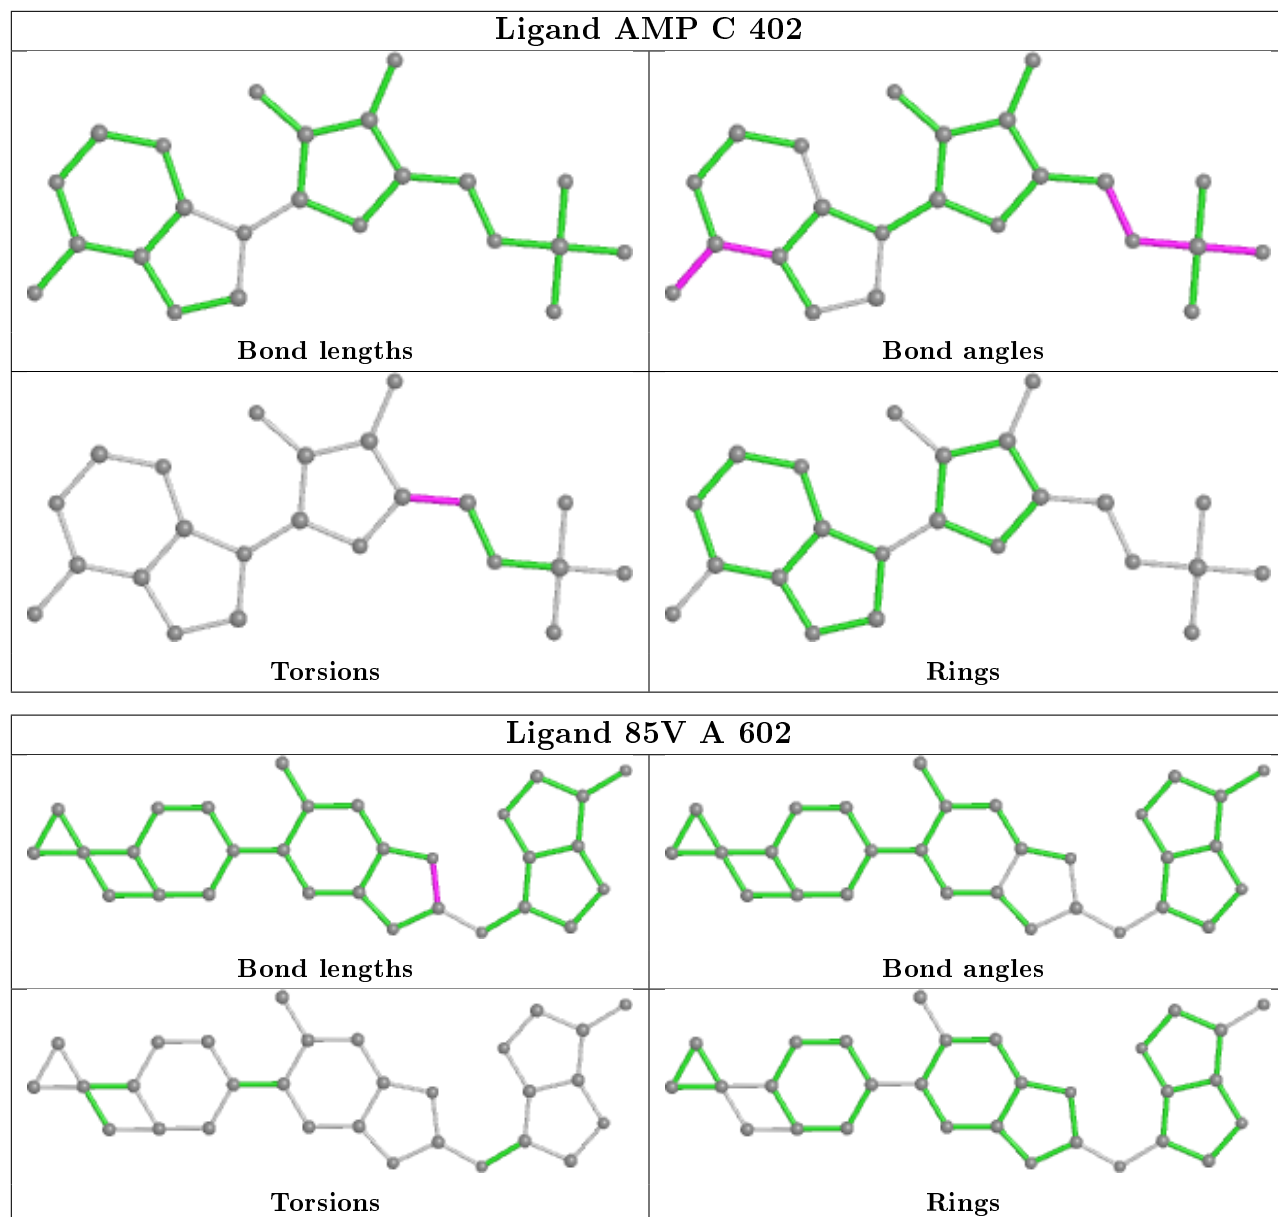 Ligand AMP C 402
Bond lengths
Bond angles
Torsions
Rings
Ligand 85V A 602
Bond lengths
Bond angles
Torsions
Rings